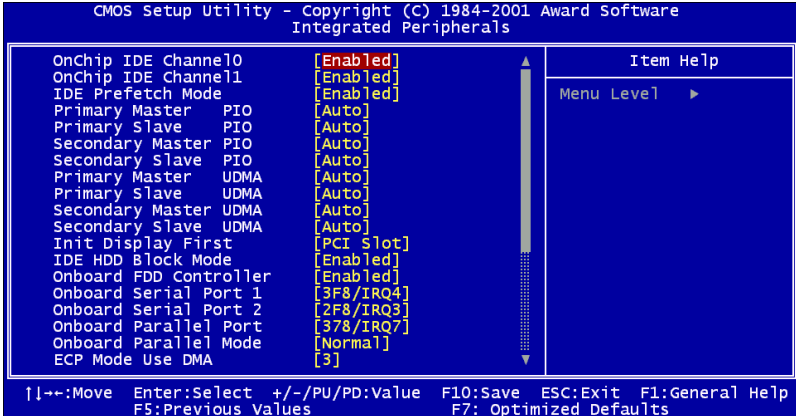 CMOS Setup Utility - Copyright (C) 1984-2001 Award Software
Integrated Peripherals
OnChip IDE Channel0 [Enabled]
OnChip IDE Channel1 [Enabled]
IDE Prefetch Mode [Enabled]
Primary Master PIO [Auto]
Primary Slave PIO [Auto]
Secondary Master PIO [Auto]
Secondary Slave PIO [Auto]
Primary Master UDMA [Auto]
Primary Slave UDMA [Auto]
Secondary Master UDMA [Auto]
Secondary Slave UDMA [Auto]
Init Display First [PCI Slot]
IDE HDD Block Mode [Enabled]
Onboard FDD Controller [Enabled]
Onboard Serial Port 1 [3F8/IRQ4]
Onboard Serial Port 2 [2F8/IRQ3]
Onboard Parallel Port [378/IRQ7]
Onboard Parallel Mode [Normal]
ECP Mode Use DMA [3]
Item Help
Menu Level ▶
↑↓→←:Move Enter:Select +/-/PU/PD:Value F10:Save ESC:Exit F1:General Help
F5:Previous Values F7: Optimized Defaults